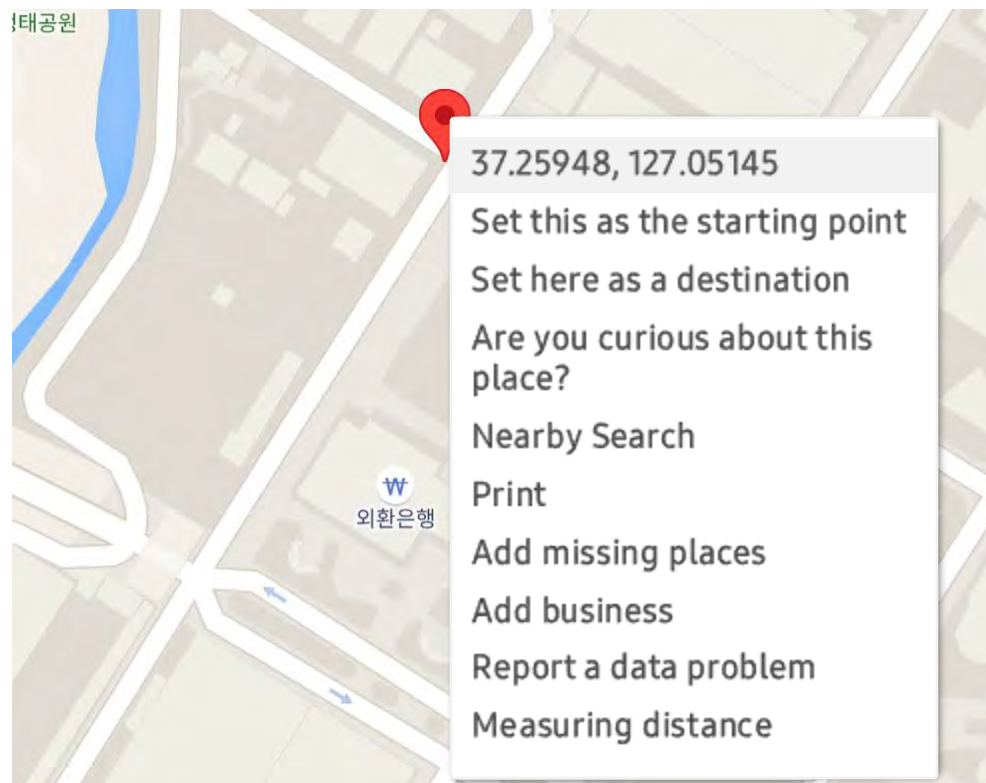 태공원
37.25948, 127.05145
Set this as the starting point
Set here as a destination
Are you curious about this
place?
Nearby Search
₩
외환은행
Print
Add missing places
Add business
Report a data problem
Measuring distance